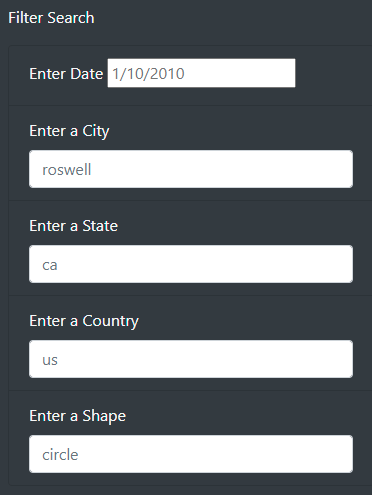 Filter Search
Enter Date 1/10/2010
Enter a City
roswell
Enter a State
ca
Enter a Country
us
Enter a Shape
circle